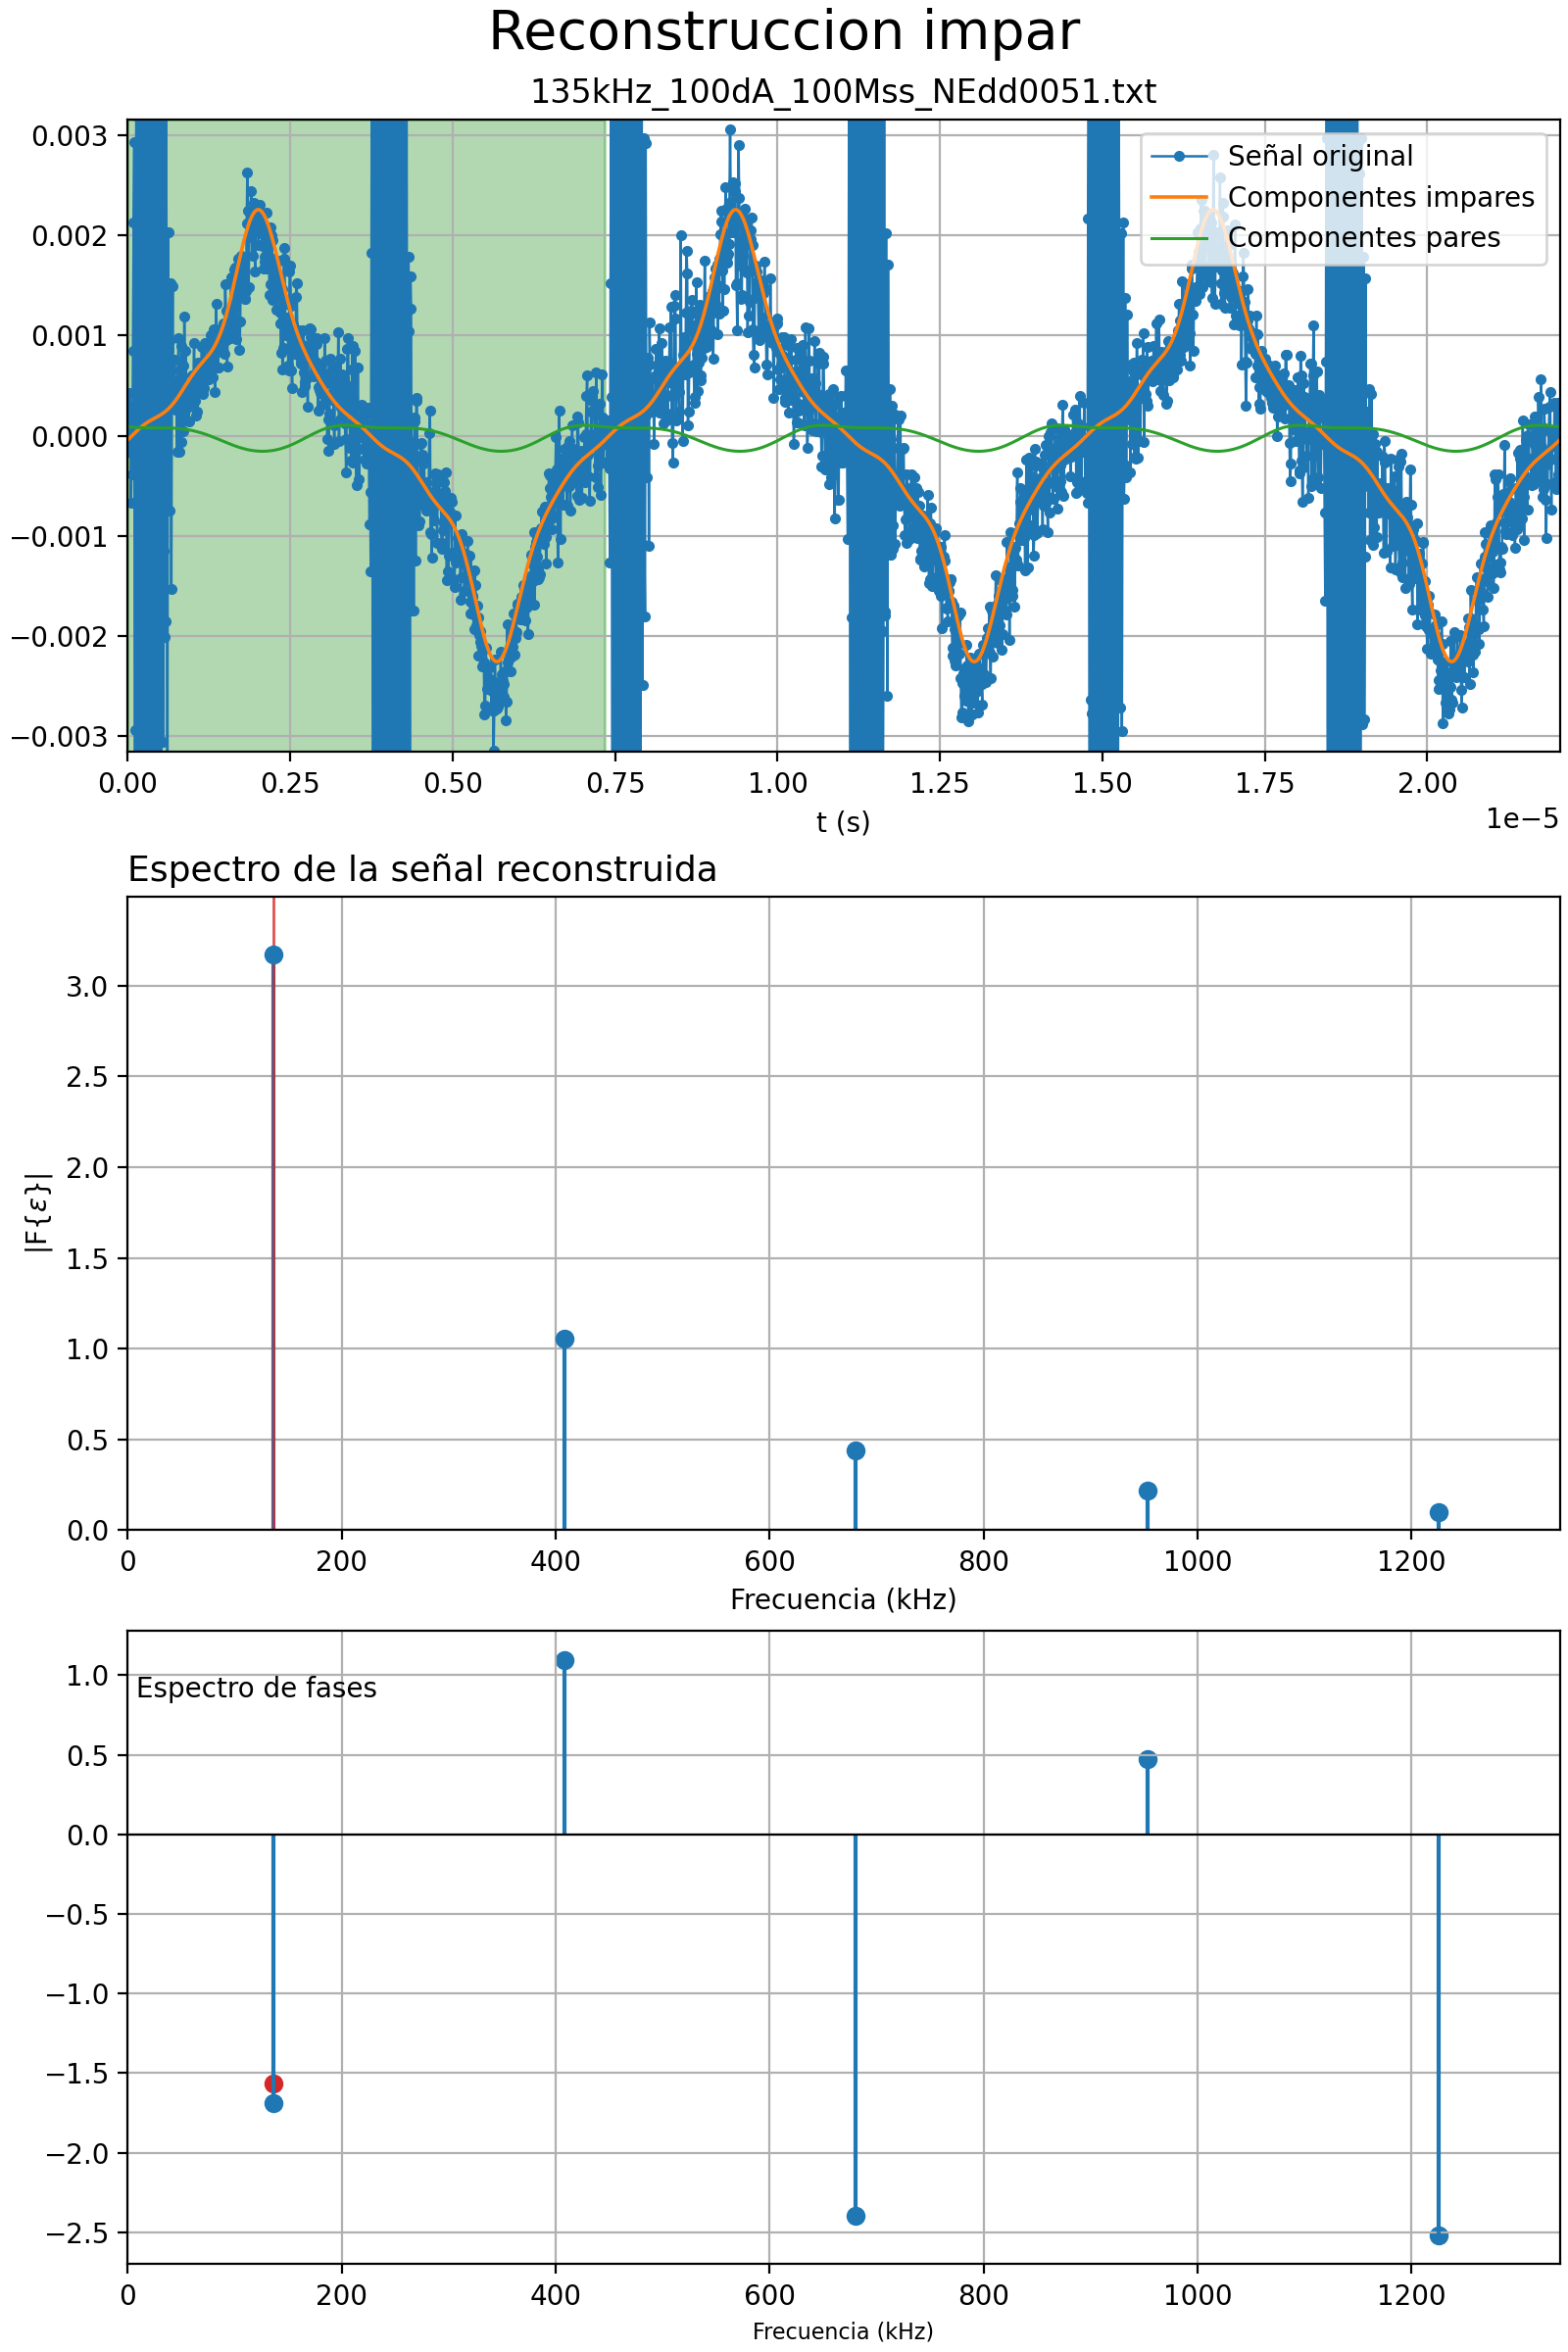 Reconstruccion impar
135kHz_100dA_100Mss_NEdd0051.txt
0.003
0.002
0.001
0.000
−0.001
−0.002
−0.003
Señal original
Componentes impares
Componentes pares
0.00 0.25 0.50 0.75 1.00 1.25 1.50 1.75 2.00
1e−5
t (s)
Espectro de la señal reconstruida
3.0
2.5
2.0
1.5
1.0
0.5
0.0
|F{ε}|
0 200 400 600 800 1000 1200
Frecuencia (kHz)
Espectro de fases
1.0
0.5
0.0
−0.5
−1.0
−1.5
−2.0
−2.5
0 200 400 600 800 1000 1200
Frecuencia (kHz)